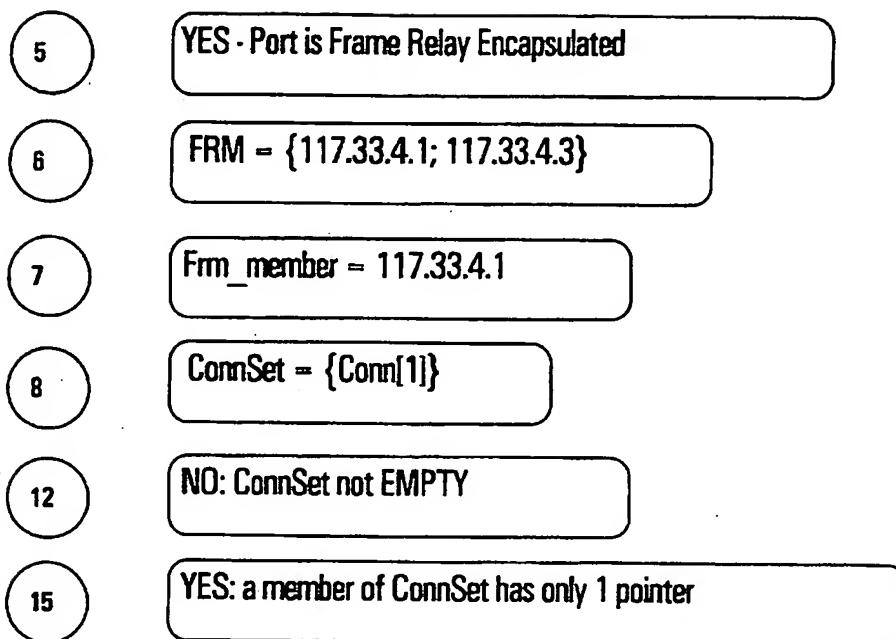 5 YES - Port is Frame Relay Encapsulated
6 FRM = {117.33.4.1; 117.33.4.3}
7 Frm_member = 117.33.4.1
8 ConnSet = {Conn[1]}
12 NO: ConnSet not EMPTY
15 YES: a member of ConnSet has only 1 pointer